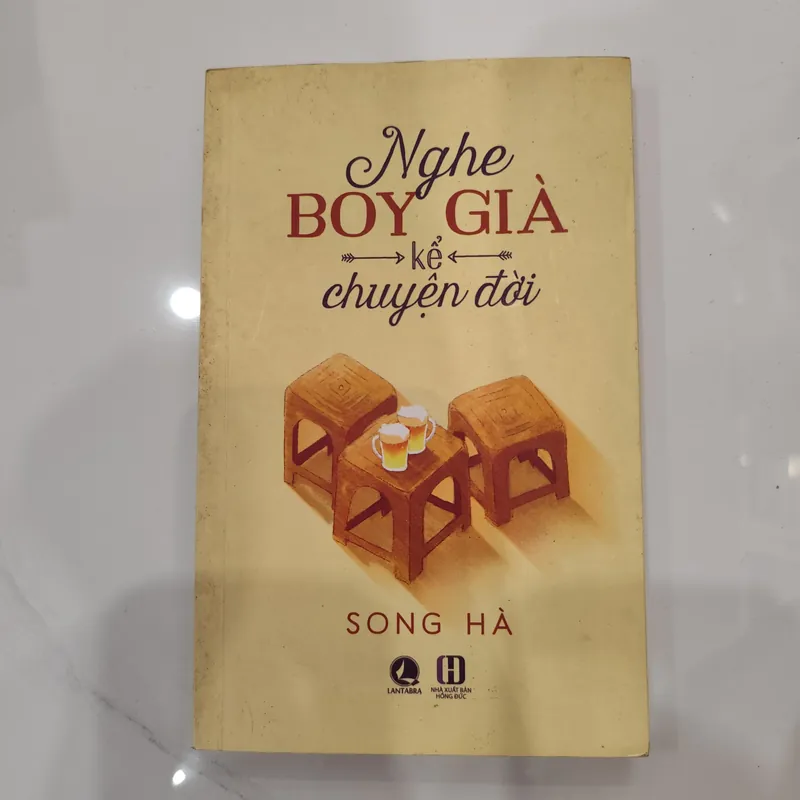 Nghe
BOY GIÀ
kể
chuyện đời
SONG HÀ
LANTABRA
NHÀ XUẤT BẢN
HỒNG ĐỨC